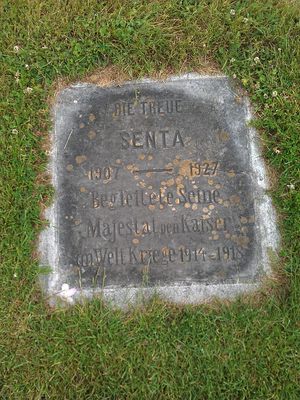 DIE TREUE
SENTA
1907 — 1927
Begleitete Seine
Majestät den Kaiser
im Welt Kriege 1914-1918